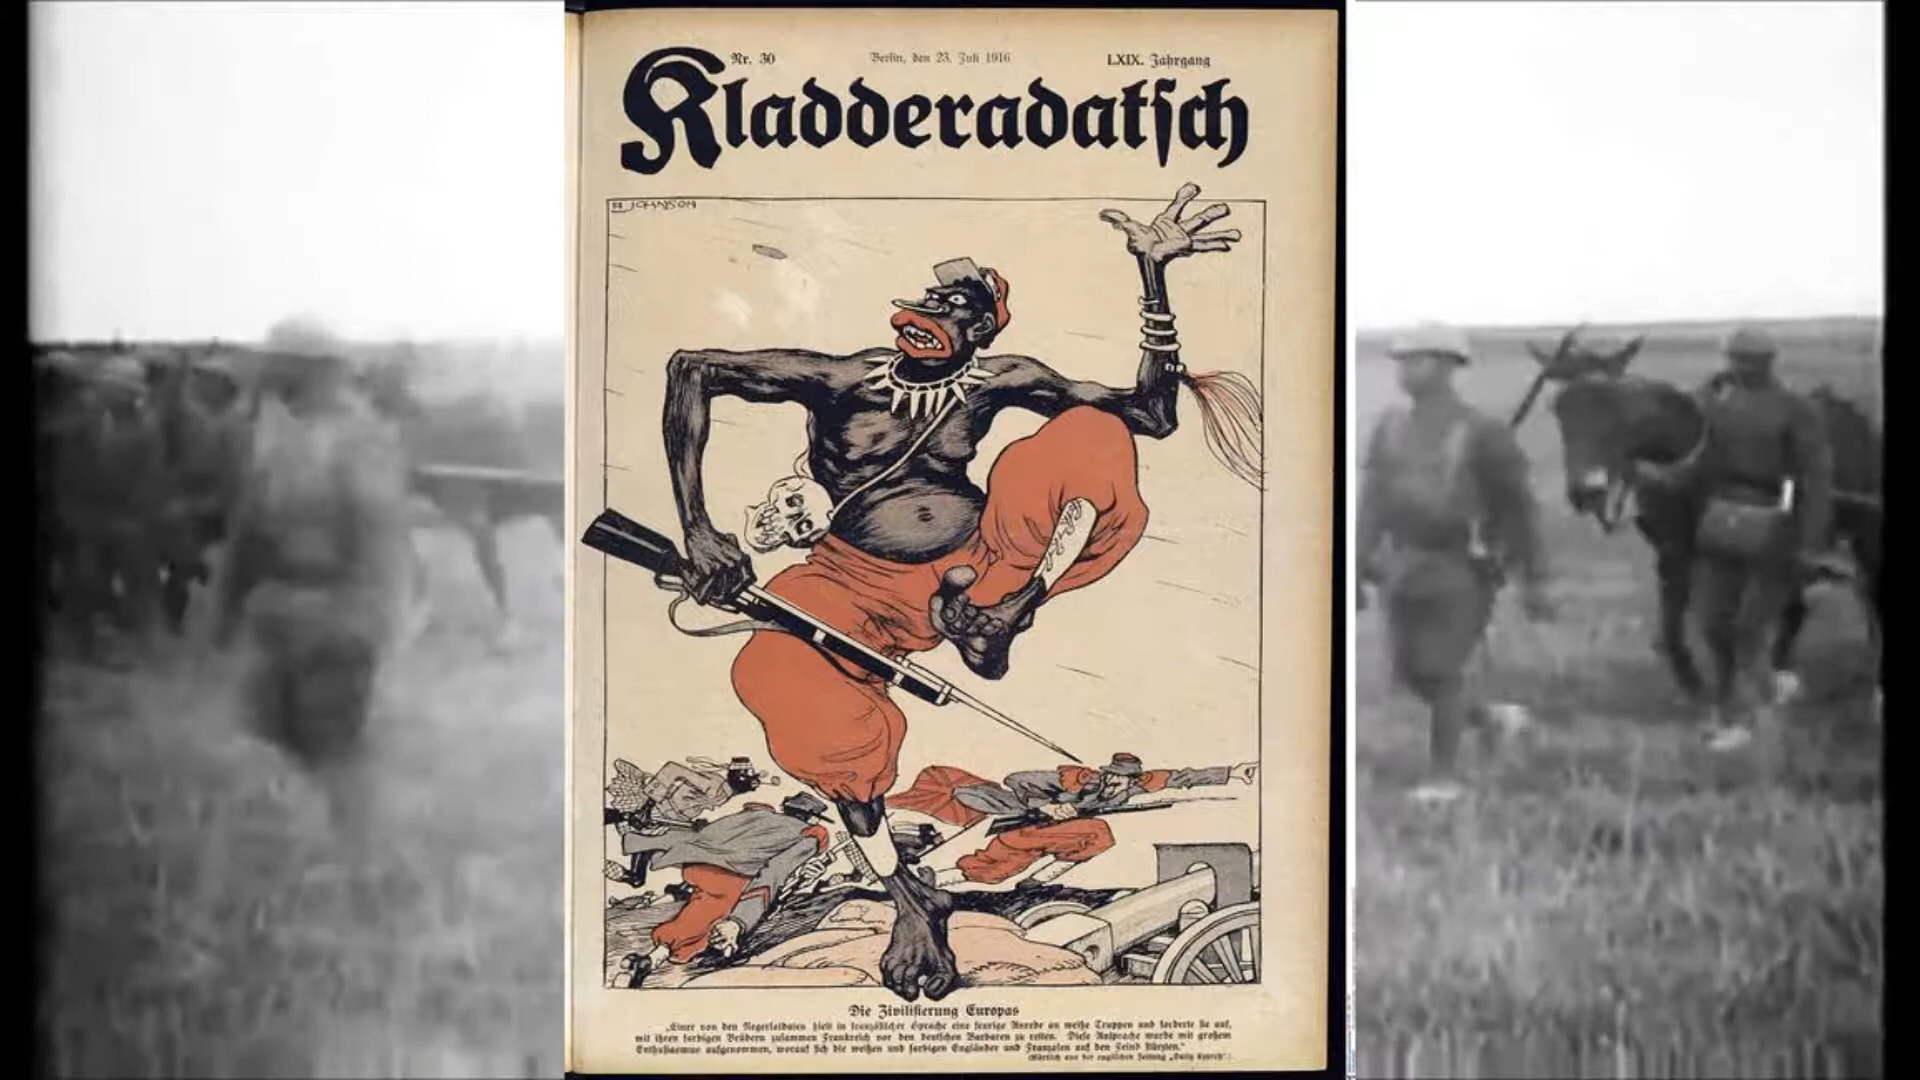 Nr. 30
Berlin, den 23. Juli 1916
LXIX. Jahrgang
Kladderadatsch
JOHNSON
Die Zivilisierung Europas
„Einer von den Negersoldaten hielt in französischer Sprache eine feurige Anrede an weiße Truppen und forderte sie auf,
mit ihren farbigen Brüdern zusammen Frankreich vor den deutschen Barbaren zu retten. Diese Ansprache wurde mit großem
Enthusiasmus aufgenommen, worauf sich die weißen und farbigen Engländer und Franzosen auf den Feind stürzten.“
(Wörtlich aus der englischen Zeitung „Daily Expreß“.)